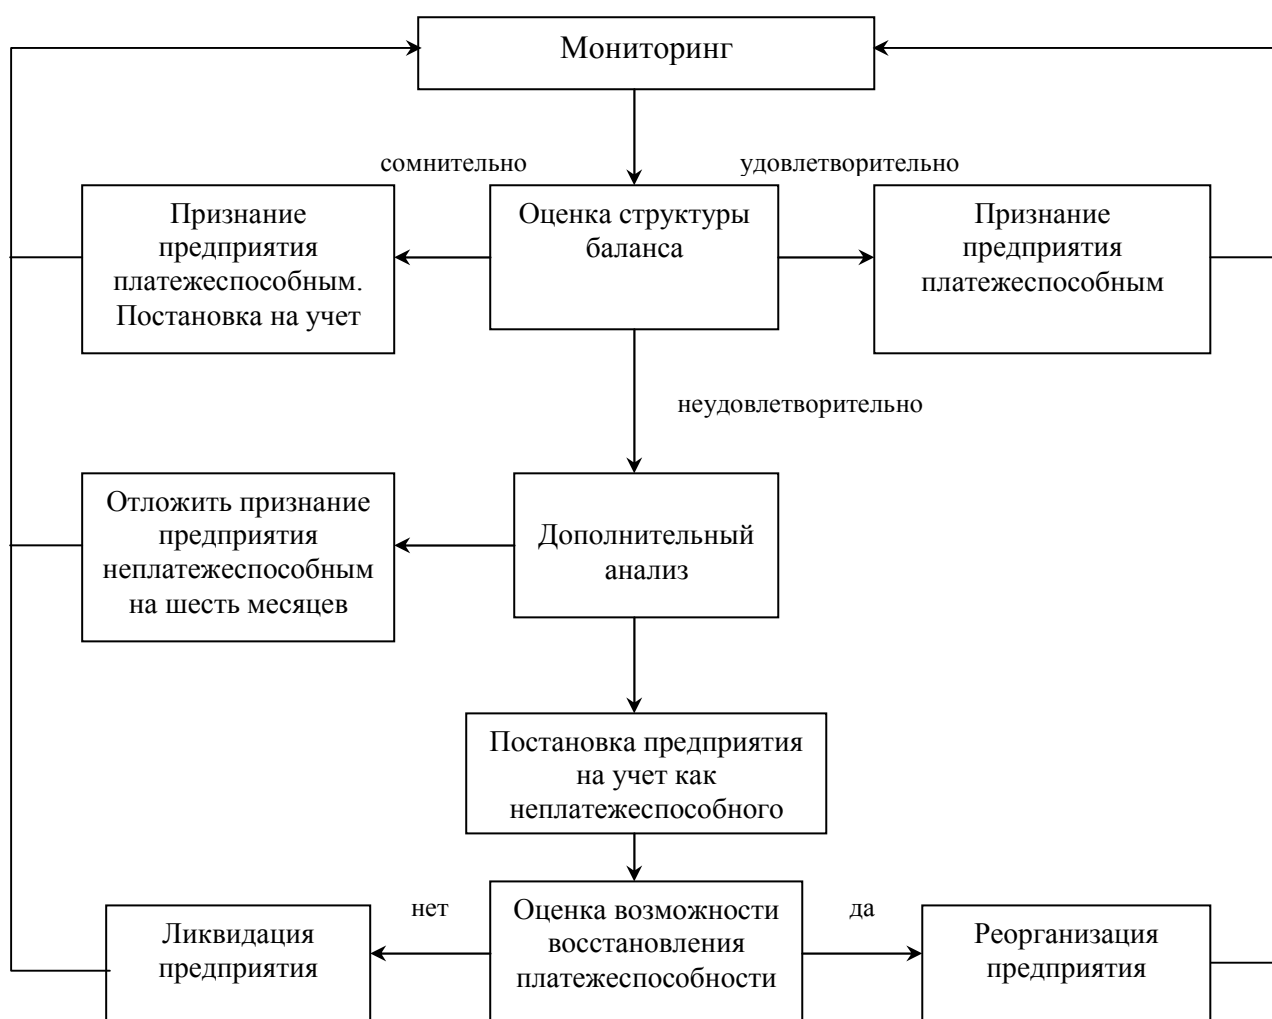 Мониторинг
сомнительно
удовлетворительно
Признание
предприятия
платежеспособным.
Постановка на учет
Оценка структуры
баланса
Признание
предприятия
платежеспособным
неудовлетворительно
Отложить признание
предприятия
неплатежеспособным
на шесть месяцев
Дополнительный
анализ
Постановка предприятия
на учет как
неплатежеспособного
нет
да
Ликвидация
предприятия
Оценка возможности
восстановления
платежеспособности
Реорганизация
предприятия